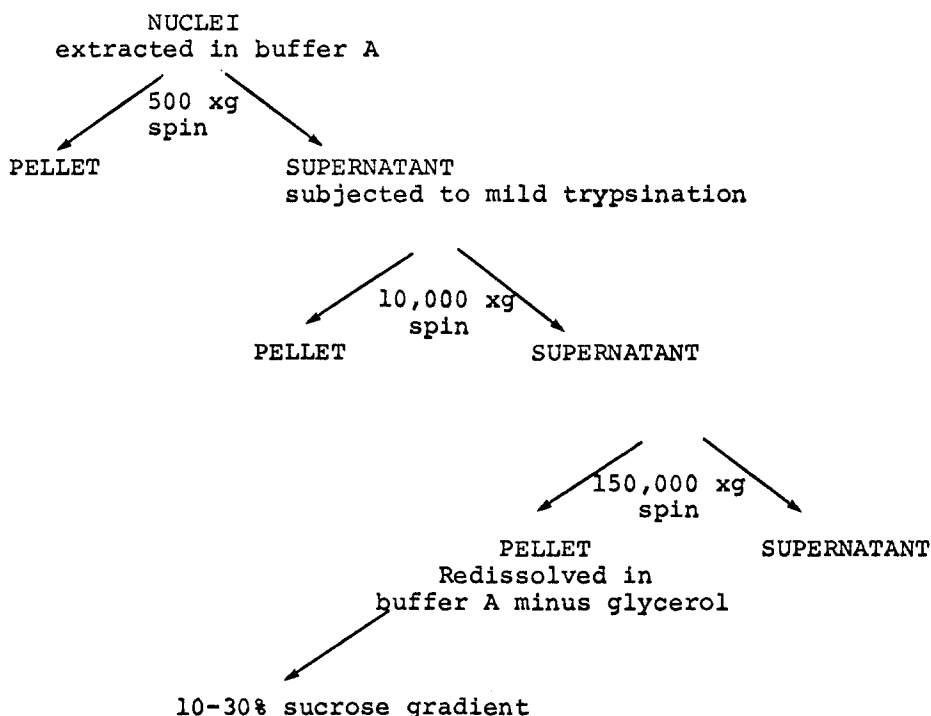 NUCLEI
extracted in buffer A
500 xg
spin
PELLET
SUPERNATANT
subjected to mild trypsination
10,000 xg
spin
PELLET
SUPERNATANT
150,000 xg
spin
PELLET
SUPERNATANT
Redissolved in
buffer A minus glycerol
10-30% sucrose gradient